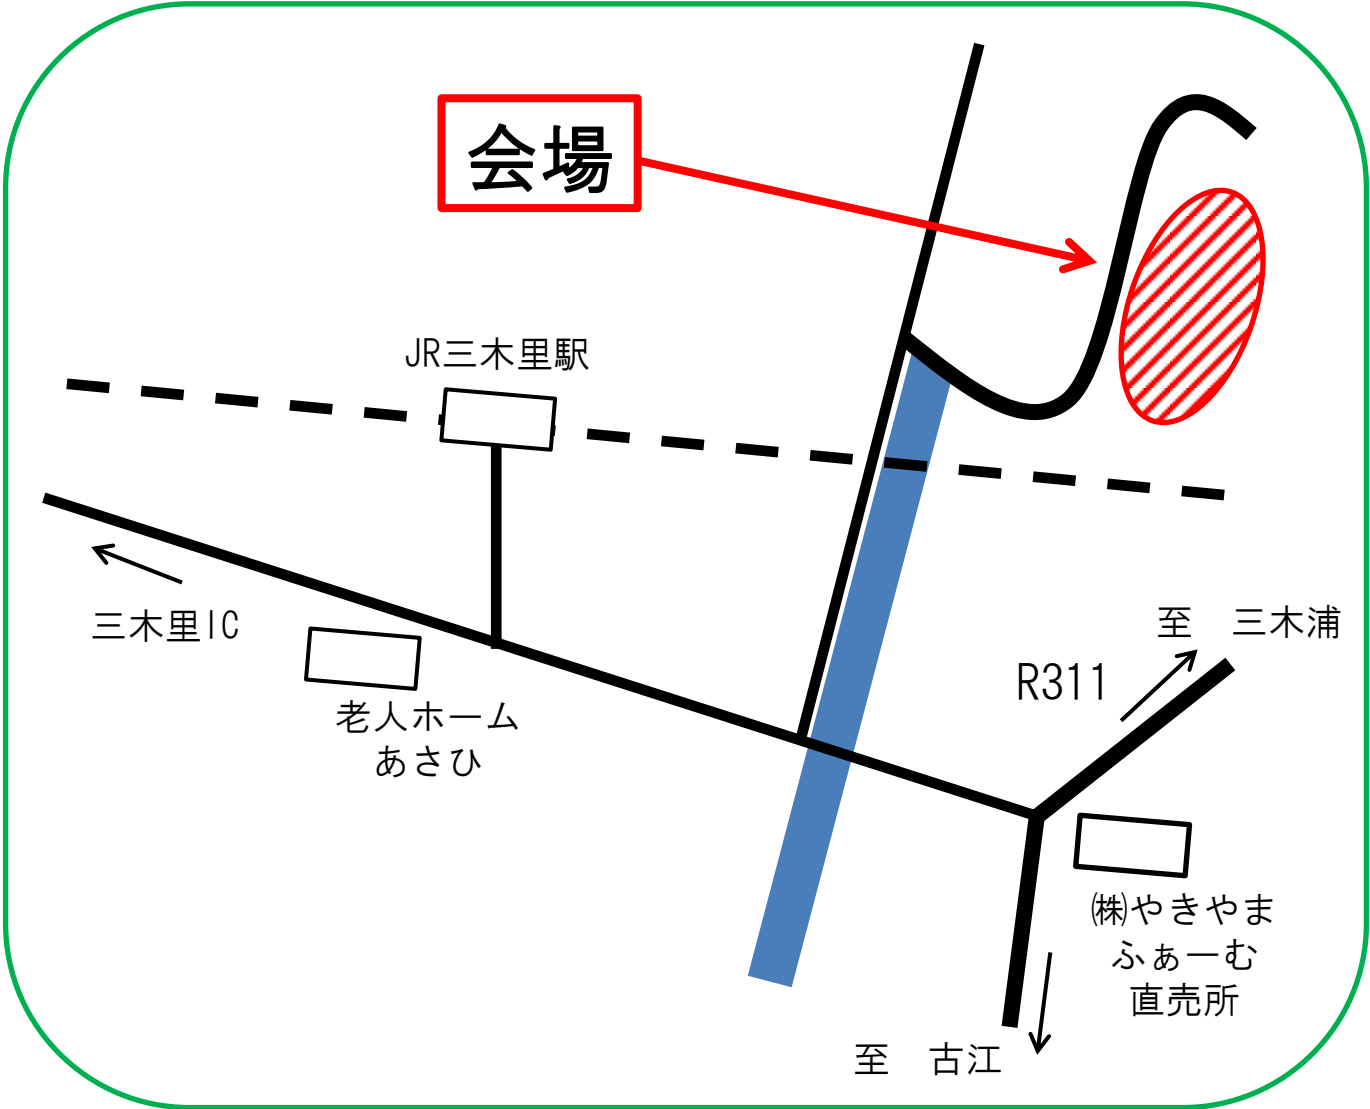 会場
JR三木里駅
三木里IC
至　三木浦
R311
老人ホーム
あさひ
㈱やきやま
ふぁーむ
直売所
至　古江